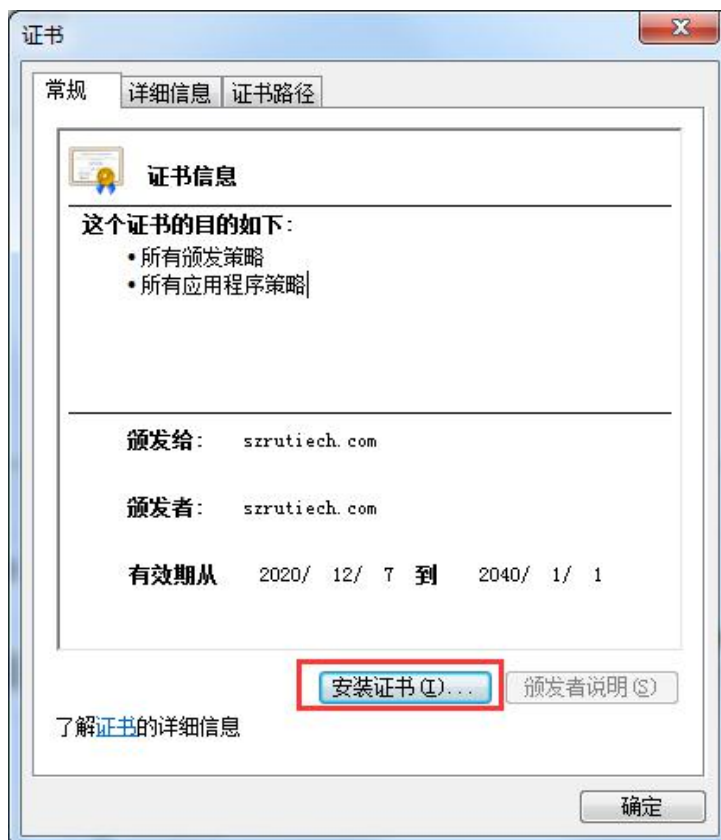 证书
常规 详细信息 证书路径
证书信息
这个证书的目的如下:
•所有颁发策略
•所有应用程序策略
颁发给: szrutiech.com
颁发者: szrutiech.com
有效期从 2020/ 12/ 7 到 2040/ 1/ 1
安装证书(I)... 颁发者说明(S)
了解证书的详细信息
确定